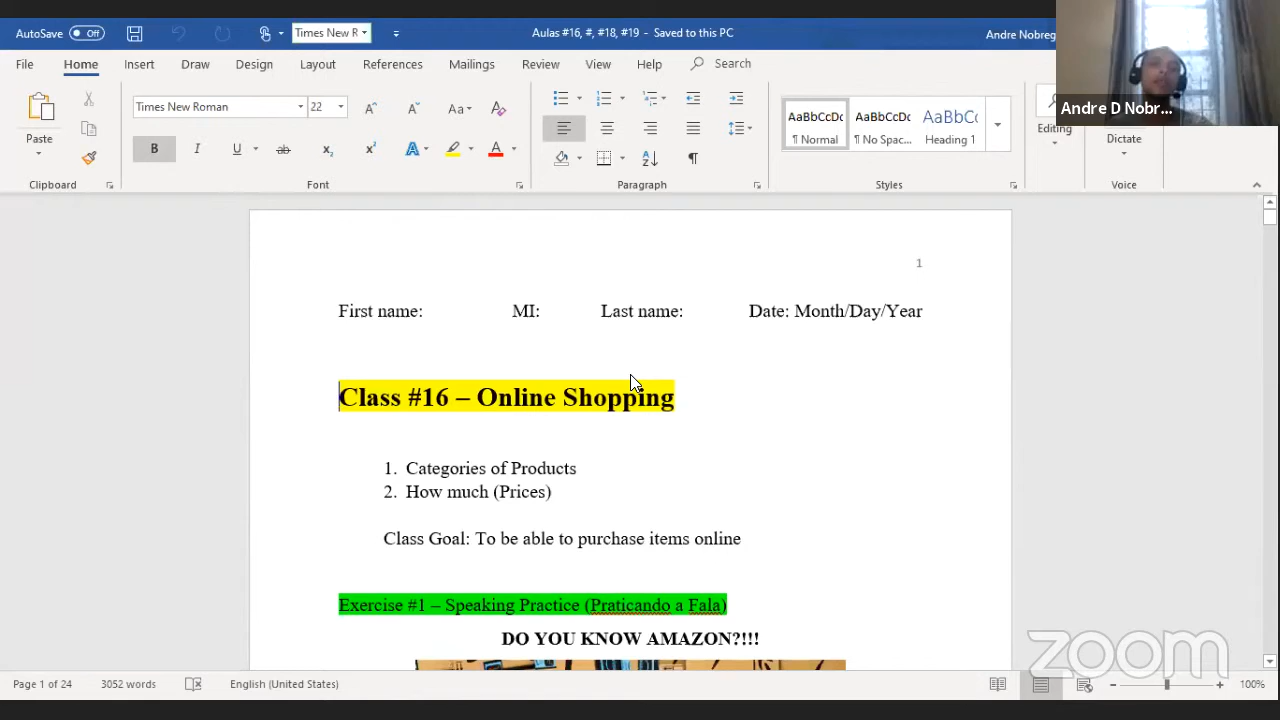 AutoSave Off Times New R Aulas #16, #, #18, #19 - Saved to this PC Andre Nobreg
File Home Insert Draw Design Layout References Mailings Review View Help Search
Andre D Nobr...
Times New Roman 22 Aa
AaBbCcDc AaBbCcDc AaBbC
Paste B I U ab x₂ x² A A ¶ Normal ¶ No Spac... Heading 1 Editing Dictate
Clipboard Font Paragraph Styles Voice
1
First name: MI: Last name: Date: Month/Day/Year
Class #16 – Online Shopping
1. Categories of Products
2. How much (Prices)
Class Goal: To be able to purchase items online
Exercise #1 – Speaking Practice (Praticando a Fala)
DO YOU KNOW AMAZON?!!!
zoom
Page 1 of 24 3052 words English (United States) 100%